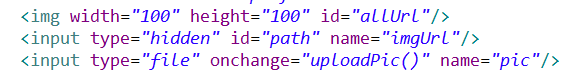 <img width="100" height="100" id="allUrl"/>
<input type="hidden" id="path" name="imgUrl"/>
<input type="file" onchange="uploadPic()" name="pic"/>